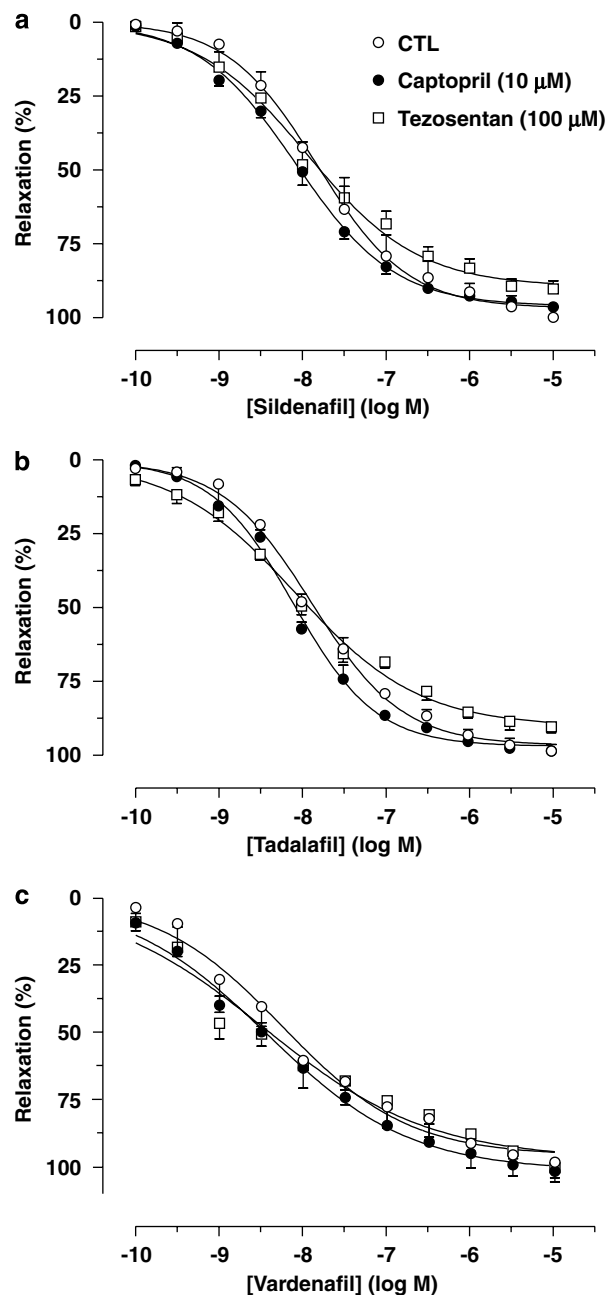 a
CTL
Captopril (10 μM)
Tezosentan (100 μM)
Relaxation (%)
0
25
50
75
100
-10 -9 -8 -7 -6 -5
[Sildenafil] (log M)
b
Relaxation (%)
0
25
50
75
100
-10 -9 -8 -7 -6 -5
[Tadalafil] (log M)
c
Relaxation (%)
0
25
50
75
100
-10 -9 -8 -7 -6 -5
[Vardenafil] (log M)